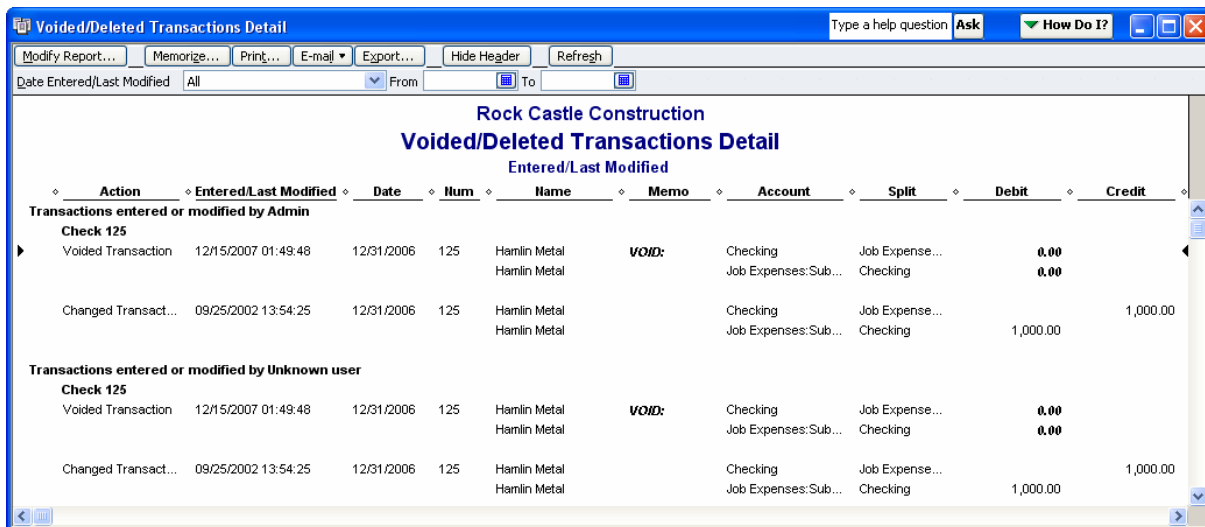 Voided/Deleted Transactions Detail Type a help question Ask How Do I?
Modify Report... Memorize... Print... E-mail Export... Hide Header Refresh
Date Entered/Last Modified All From To
Rock Castle Construction
Voided/Deleted Transactions Detail
Entered/Last Modified
Action Entered/Last Modified Date Num Name Memo Account Split Debit Credit
Transactions entered or modified by Admin
Check 125
Voided Transaction 12/15/2007 01:49:48 12/31/2006 125 Hamlin Metal VOID: Checking Job Expense... 0.00
Hamlin Metal Job Expenses:Sub... Checking 0.00
Changed Transact... 09/25/2002 13:54:25 12/31/2006 125 Hamlin Metal Checking Job Expense... 1,000.00
Hamlin Metal Job Expenses:Sub... Checking 1,000.00
Transactions entered or modified by Unknown user
Check 125
Voided Transaction 12/15/2007 01:49:48 12/31/2006 125 Hamlin Metal VOID: Checking Job Expense... 0.00
Hamlin Metal Job Expenses:Sub... Checking 0.00
Changed Transact... 09/25/2002 13:54:25 12/31/2006 125 Hamlin Metal Checking Job Expense... 1,000.00
Hamlin Metal Job Expenses:Sub... Checking 1,000.00